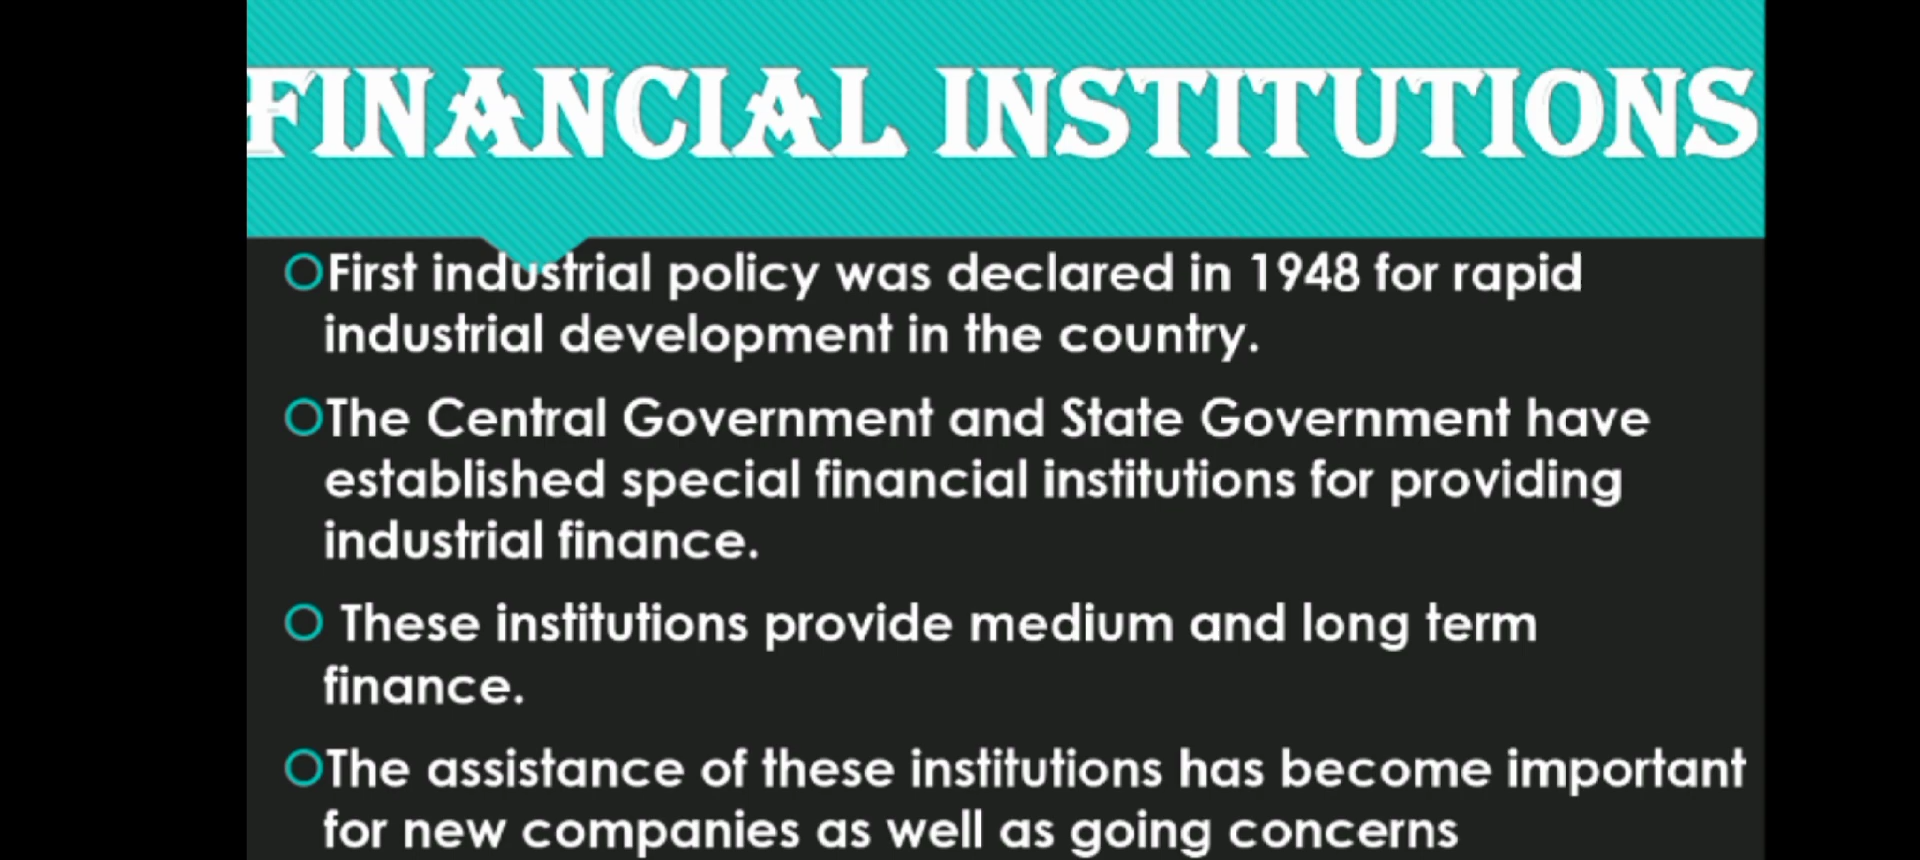 FINANCIAL INSTITUTIONS
First industrial policy was declared in 1948 for rapid
industrial development in the country.
The Central Government and State Government have
established special financial institutions for providing
industrial finance.
These institutions provide medium and long term
finance.
The assistance of these institutions has become important
for new companies as well as going concerns